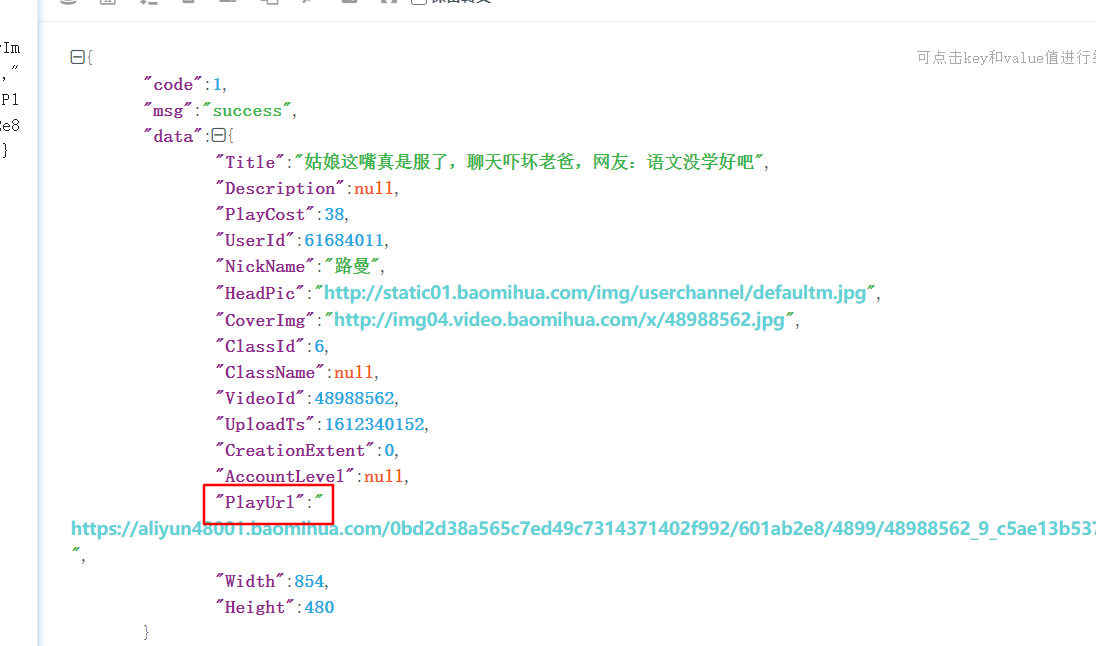 {
"code":1,
"msg":"success",
"data":{
"Title":"姑娘这嘴真是服了，聊天吓坏老爸，网友：语文没学好吧",
"Description":null,
"PlayCost":38,
"UserId":61684011,
"NickName":"路曼",
"HeadPic":"http://static01.baomihua.com/img/userchannel/defaultm.jpg",
"CoverImg":"http://img04.video.baomihua.com/x/48988562.jpg",
"ClassId":6,
"ClassName":null,
"VideoId":48988562,
"UploadTs":1612340152,
"CreationExtent":0,
"AccountLevel":null,
"PlayUrl":"
https://aliyun48001.baomihua.com/0bd2d38a565c7ed49c7314371402f992/601ab2e8/4899/48988562_9_c5ae13b537
",
"Width":854,
"Height":480
}
可点击key和value值进行
rIm
,"
P1
2e8
}